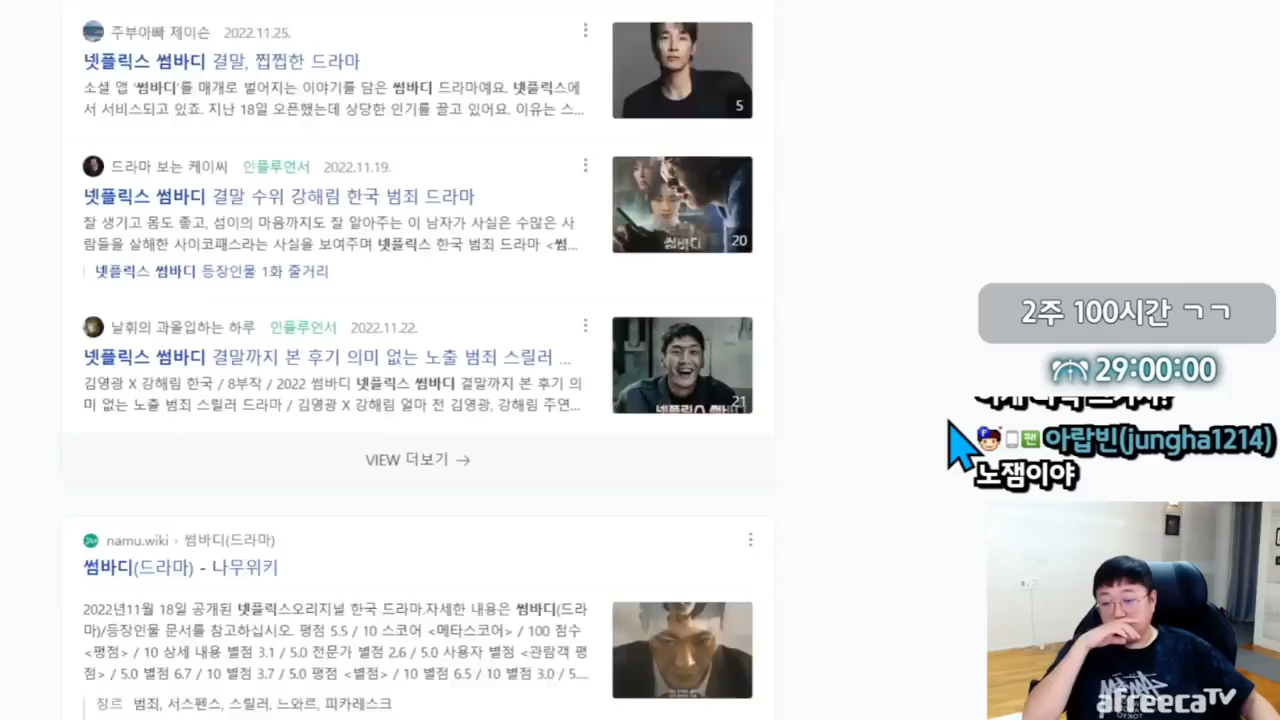 주부아빠 제이슨 2022.11.25.
넷플릭스 썸바디 결말, 찝찝한 드라마
소셜 앱 '썸바디'를 매개로 벌어지는 이야기를 담은 썸바디 드라마예요. 넷플릭스에
서 서비스되고 있죠. 지난 18일 오픈했는데 상당한 인기를 끌고 있어요. 이유는 스...
5
드라마 보는 케이씨 인플루언서 2022.11.19.
넷플릭스 썸바디 결말 수위 강해림 한국 범죄 드라마
잘 생기고 몸도 좋고, 섬이의 마음까지도 잘 알아주는 이 남자가 사실은 수많은 사
람들을 살해한 사이코패스라는 사실을 보여주며 넷플릭스 한국 범죄 드라마 <썸...
넷플릭스 썸바디 등장인물 1화 줄거리
썸바디
20
날휘의 과몰입하는 하루 인플루언서 2022.11.22.
넷플릭스 썸바디 결말까지 본 후기 의미 없는 노출 범죄 스릴러 ...
김영광 X 강해림 한국 / 8부작 / 2022 썸바디 넷플릭스 썸바디 결말까지 본 후기 의
미 없는 노출 범죄 스릴러 드라마 / 김영광 X 강해림 얼마 전 김영광, 강해림 주연...
21
VIEW 더보기 →
namu.wiki › 썸바디(드라마)
썸바디(드라마) - 나무위키
2022년11월 18일 공개된 넷플릭스오리지널 한국 드라마.자세한 내용은 썸바디(드라
마)/등장인물 문서를 참고하십시오. 평점 5.5 / 10 스코어 <메타스코어> / 100 점수
<평점> / 10 상세 내용 별점 3.1 / 5.0 전문가 별점 2.6 / 5.0 사용자 별점 <관람객 평
점> / 5.0 별점 6.7 / 10 별점 3.7 / 5.0 평점 <별점> / 10 별점 6.5 / 10 별점 3.0 / 5....
장르 범죄, 서스펜스, 스릴러, 느와르, 피카레스크
2주 100시간 ㄱㄱ
29:00:00
팬 아랍빈(jungha1214)
노잼이야
afreecaTV